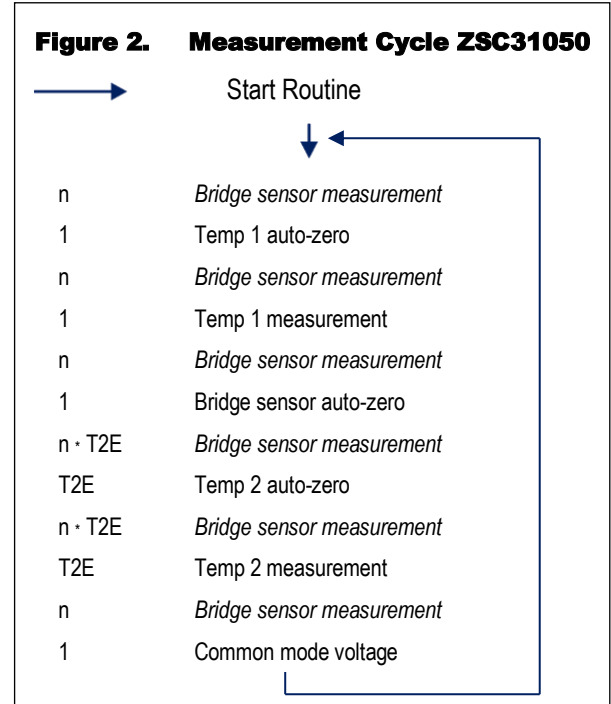 Figure 2. Measurement Cycle ZSC31050
Start Routine
n Bridge sensor measurement
1 Temp 1 auto-zero
n Bridge sensor measurement
1 Temp 1 measurement
n Bridge sensor measurement
1 Bridge sensor auto-zero
n * T2E Bridge sensor measurement
T2E Temp 2 auto-zero
n * T2E Bridge sensor measurement
T2E Temp 2 measurement
n Bridge sensor measurement
1 Common mode voltage